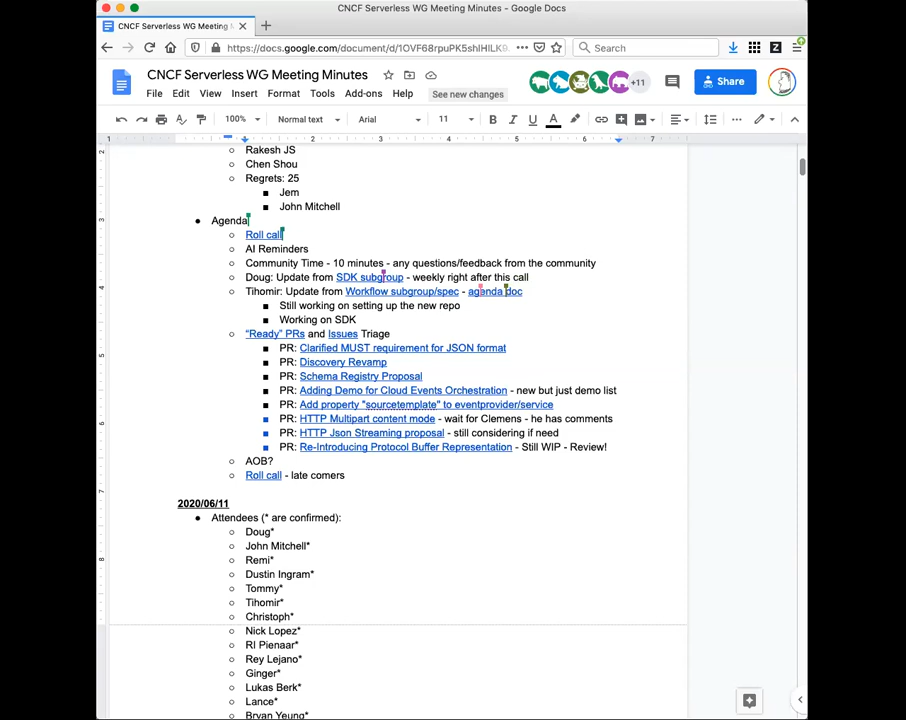 CNCF Serverless WG Meeting Minutes - Google Docs
CNCF Serverless WG Meeting Minutes
https://docs.google.com/document/d/1OVF68rpuPK5shIHILK9
Search
CNCF Serverless WG Meeting Minutes
File Edit View Insert Format Tools Add-ons Help See new changes
+11
Share
100% Normal text Arial 11 B I U A
1 1 2 3 4 5 6 7
Rakesh JS
Chen Shou
Regrets: 25
Jem
John Mitchell
Agenda
Roll call
AI Reminders
Community Time - 10 minutes - any questions/feedback from the community
Doug: Update from SDK subgroup - weekly right after this call
Tihomir: Update from Workflow subgroup/spec - agenda doc
Still working on setting up the new repo
Working on SDK
“Ready” PRs and Issues Triage
PR: Clarified MUST requirement for JSON format
PR: Discovery Revamp
PR: Schema Registry Proposal
PR: Adding Demo for Cloud Events Orchestration - new but just demo list
PR: Add property "sourcetemplate" to eventprovider/service
PR: HTTP Multipart content mode - wait for Clemens - he has comments
PR: HTTP Json Streaming proposal - still considering if need
PR: Re-Introducing Protocol Buffer Representation - Still WIP - Review!
AOB?
Roll call - late comers
2020/06/11
Attendees (* are confirmed):
Doug*
John Mitchell*
Remi*
Dustin Ingram*
Tommy*
Tihomir*
Christoph*
Nick Lopez*
RI Pienaar*
Rey Lejano*
Ginger*
Lukas Berk*
Lance*
Bryan Yeung*